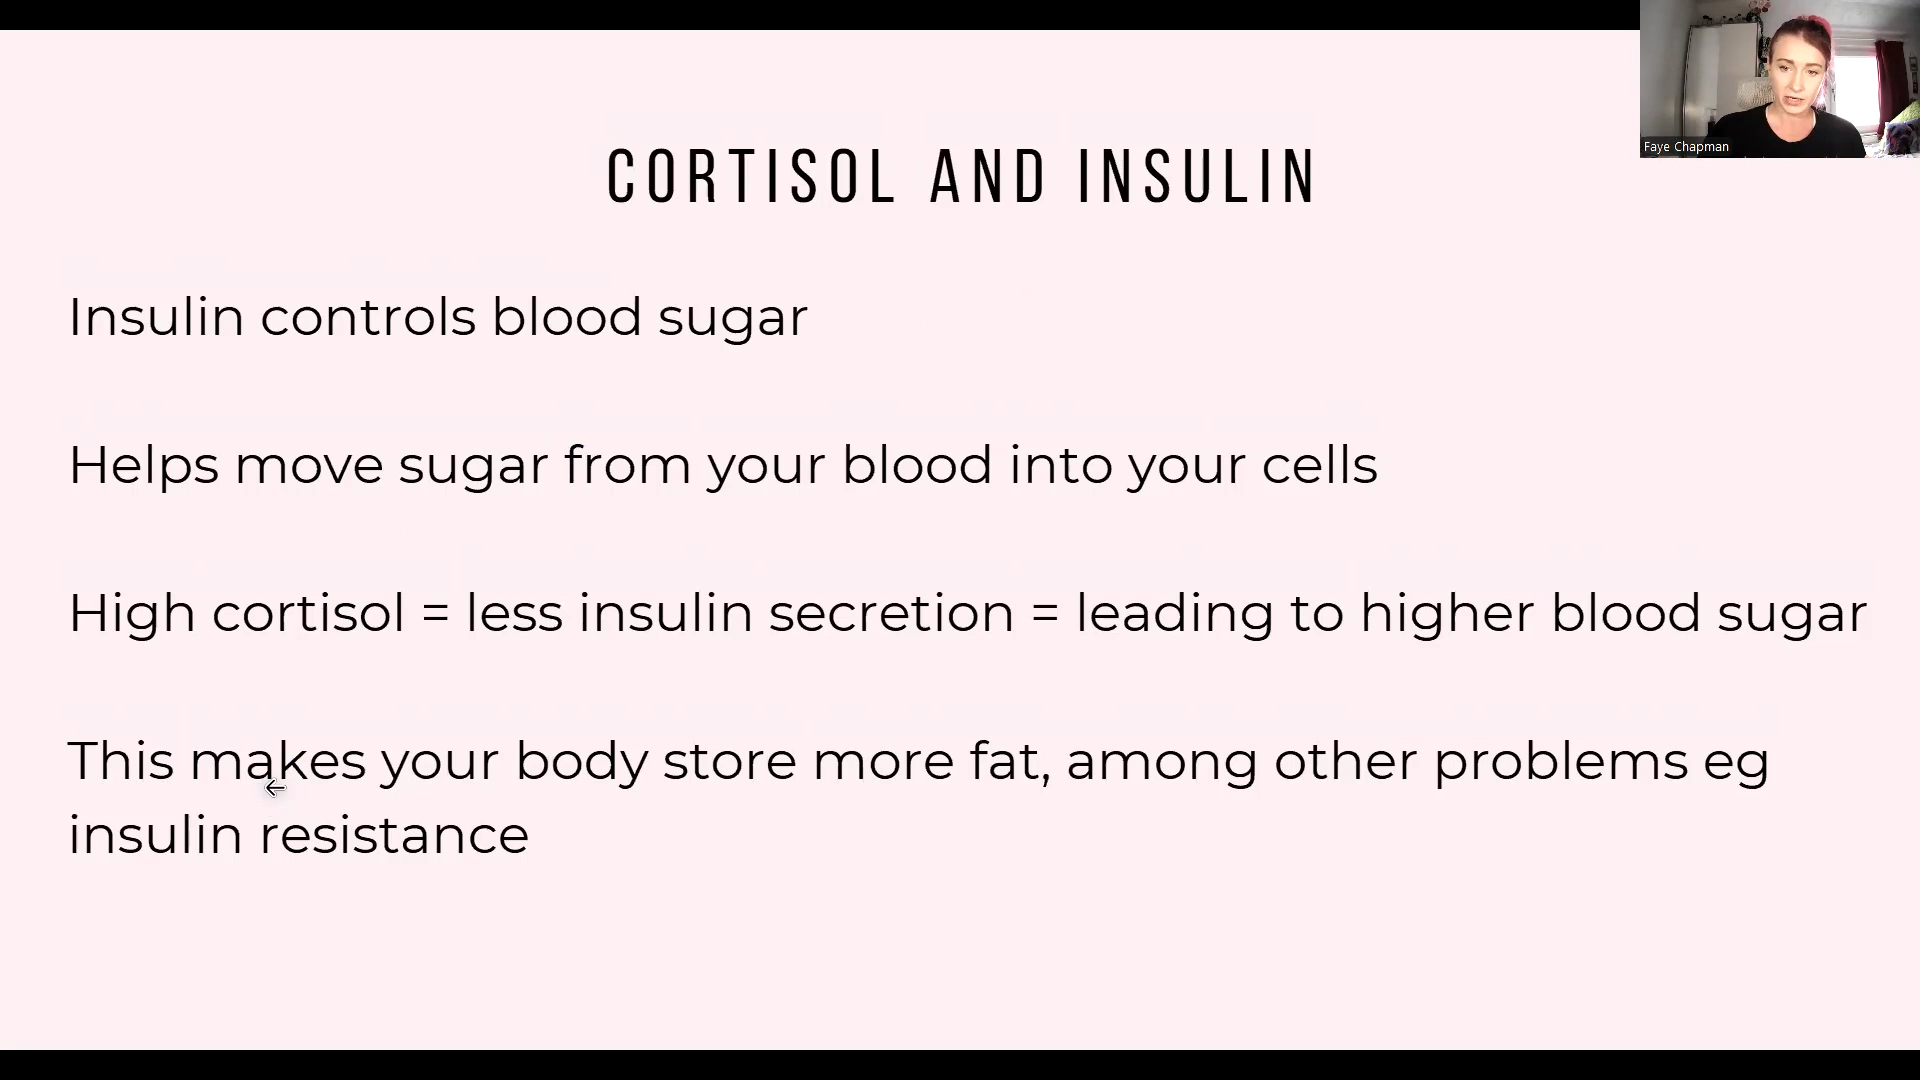 CORTISOL AND INSULIN
Faye Chapman
Insulin controls blood sugar
Helps move sugar from your blood into your cells
High cortisol = less insulin secretion = leading to higher blood sugar
This makes your body store more fat, among other problems eg
insulin resistance